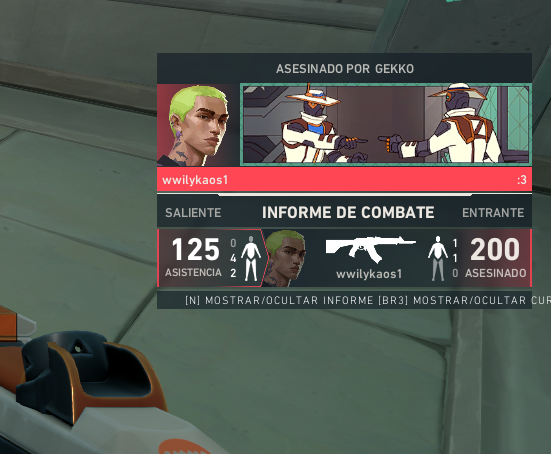 ASESINADO POR GEKKO
wwilykaos1 :3
SALIENTE INFORME DE COMBATE ENTRANTE
125 0 4 2 1 1 0 200
ASISTENCIA wwilykaos1 ASESINADO
[N] MOSTRAR/OCULTAR INFORME [BR3] MOSTRAR/OCULTAR CUR